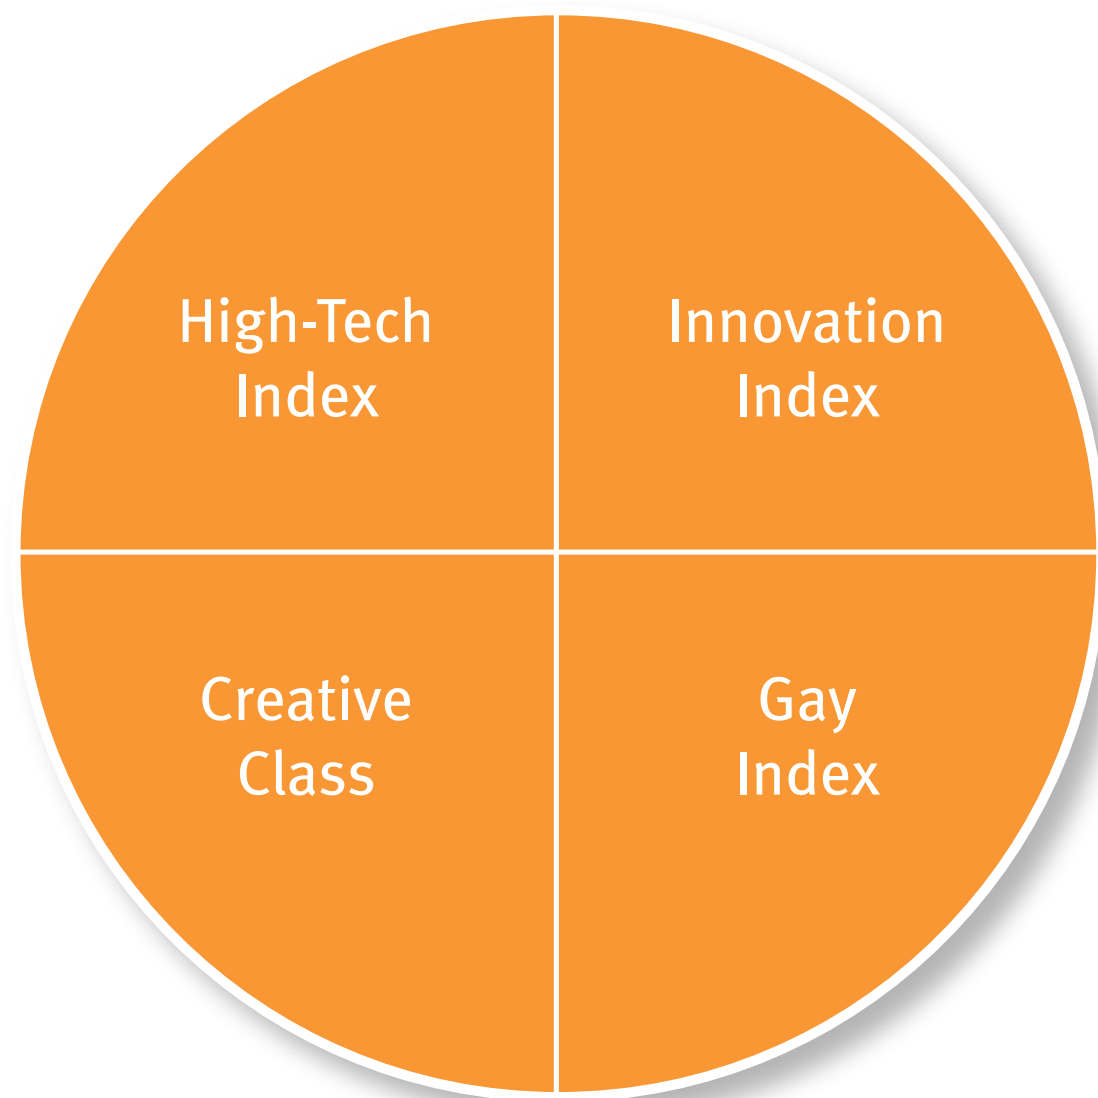 High-Tech
Index
Innovation
Index
Creative
Class
Gay
Index